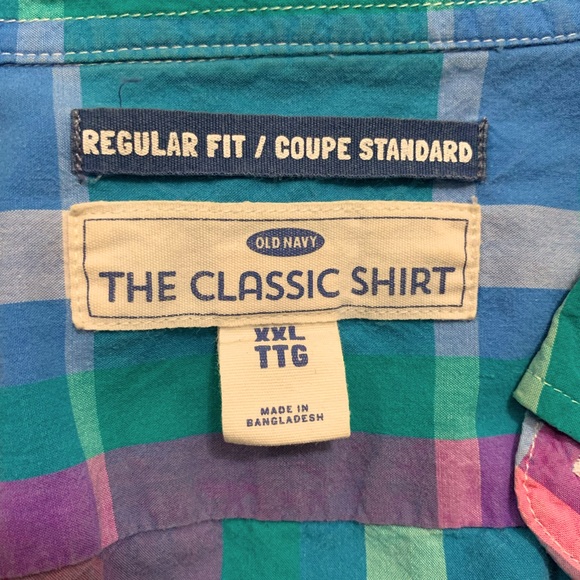 REGULAR FIT / COUPE STANDARD
OLD NAVY
THE CLASSIC SHIRT
XXL
TTG
MADE IN
BANGLADESH